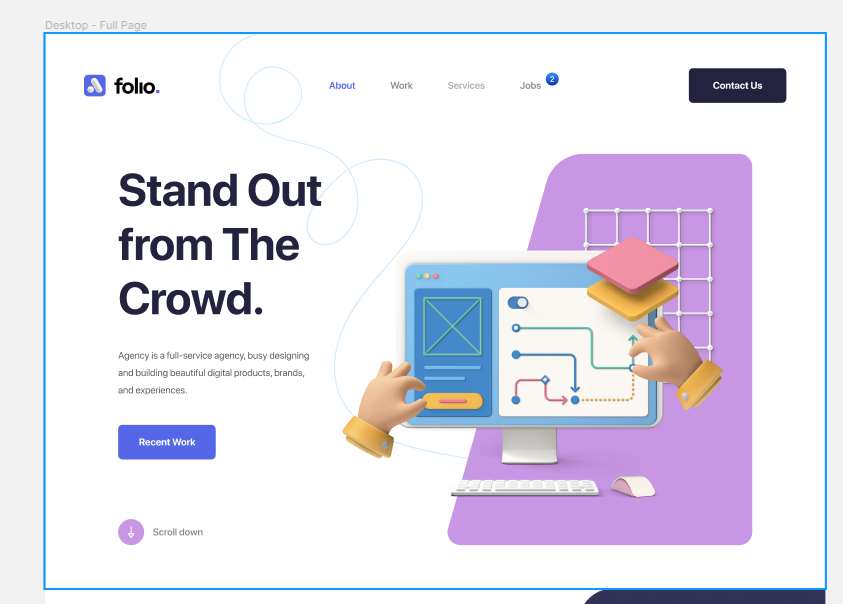 Desktop – Full Page
folio.
About
Work
Services
Jobs
2
Contact Us
Stand Out
from The
Crowd.
Agency is a full-service agency, busy designing
and building beautiful digital products, brands,
and experiences.
Recent Work
Scroll down